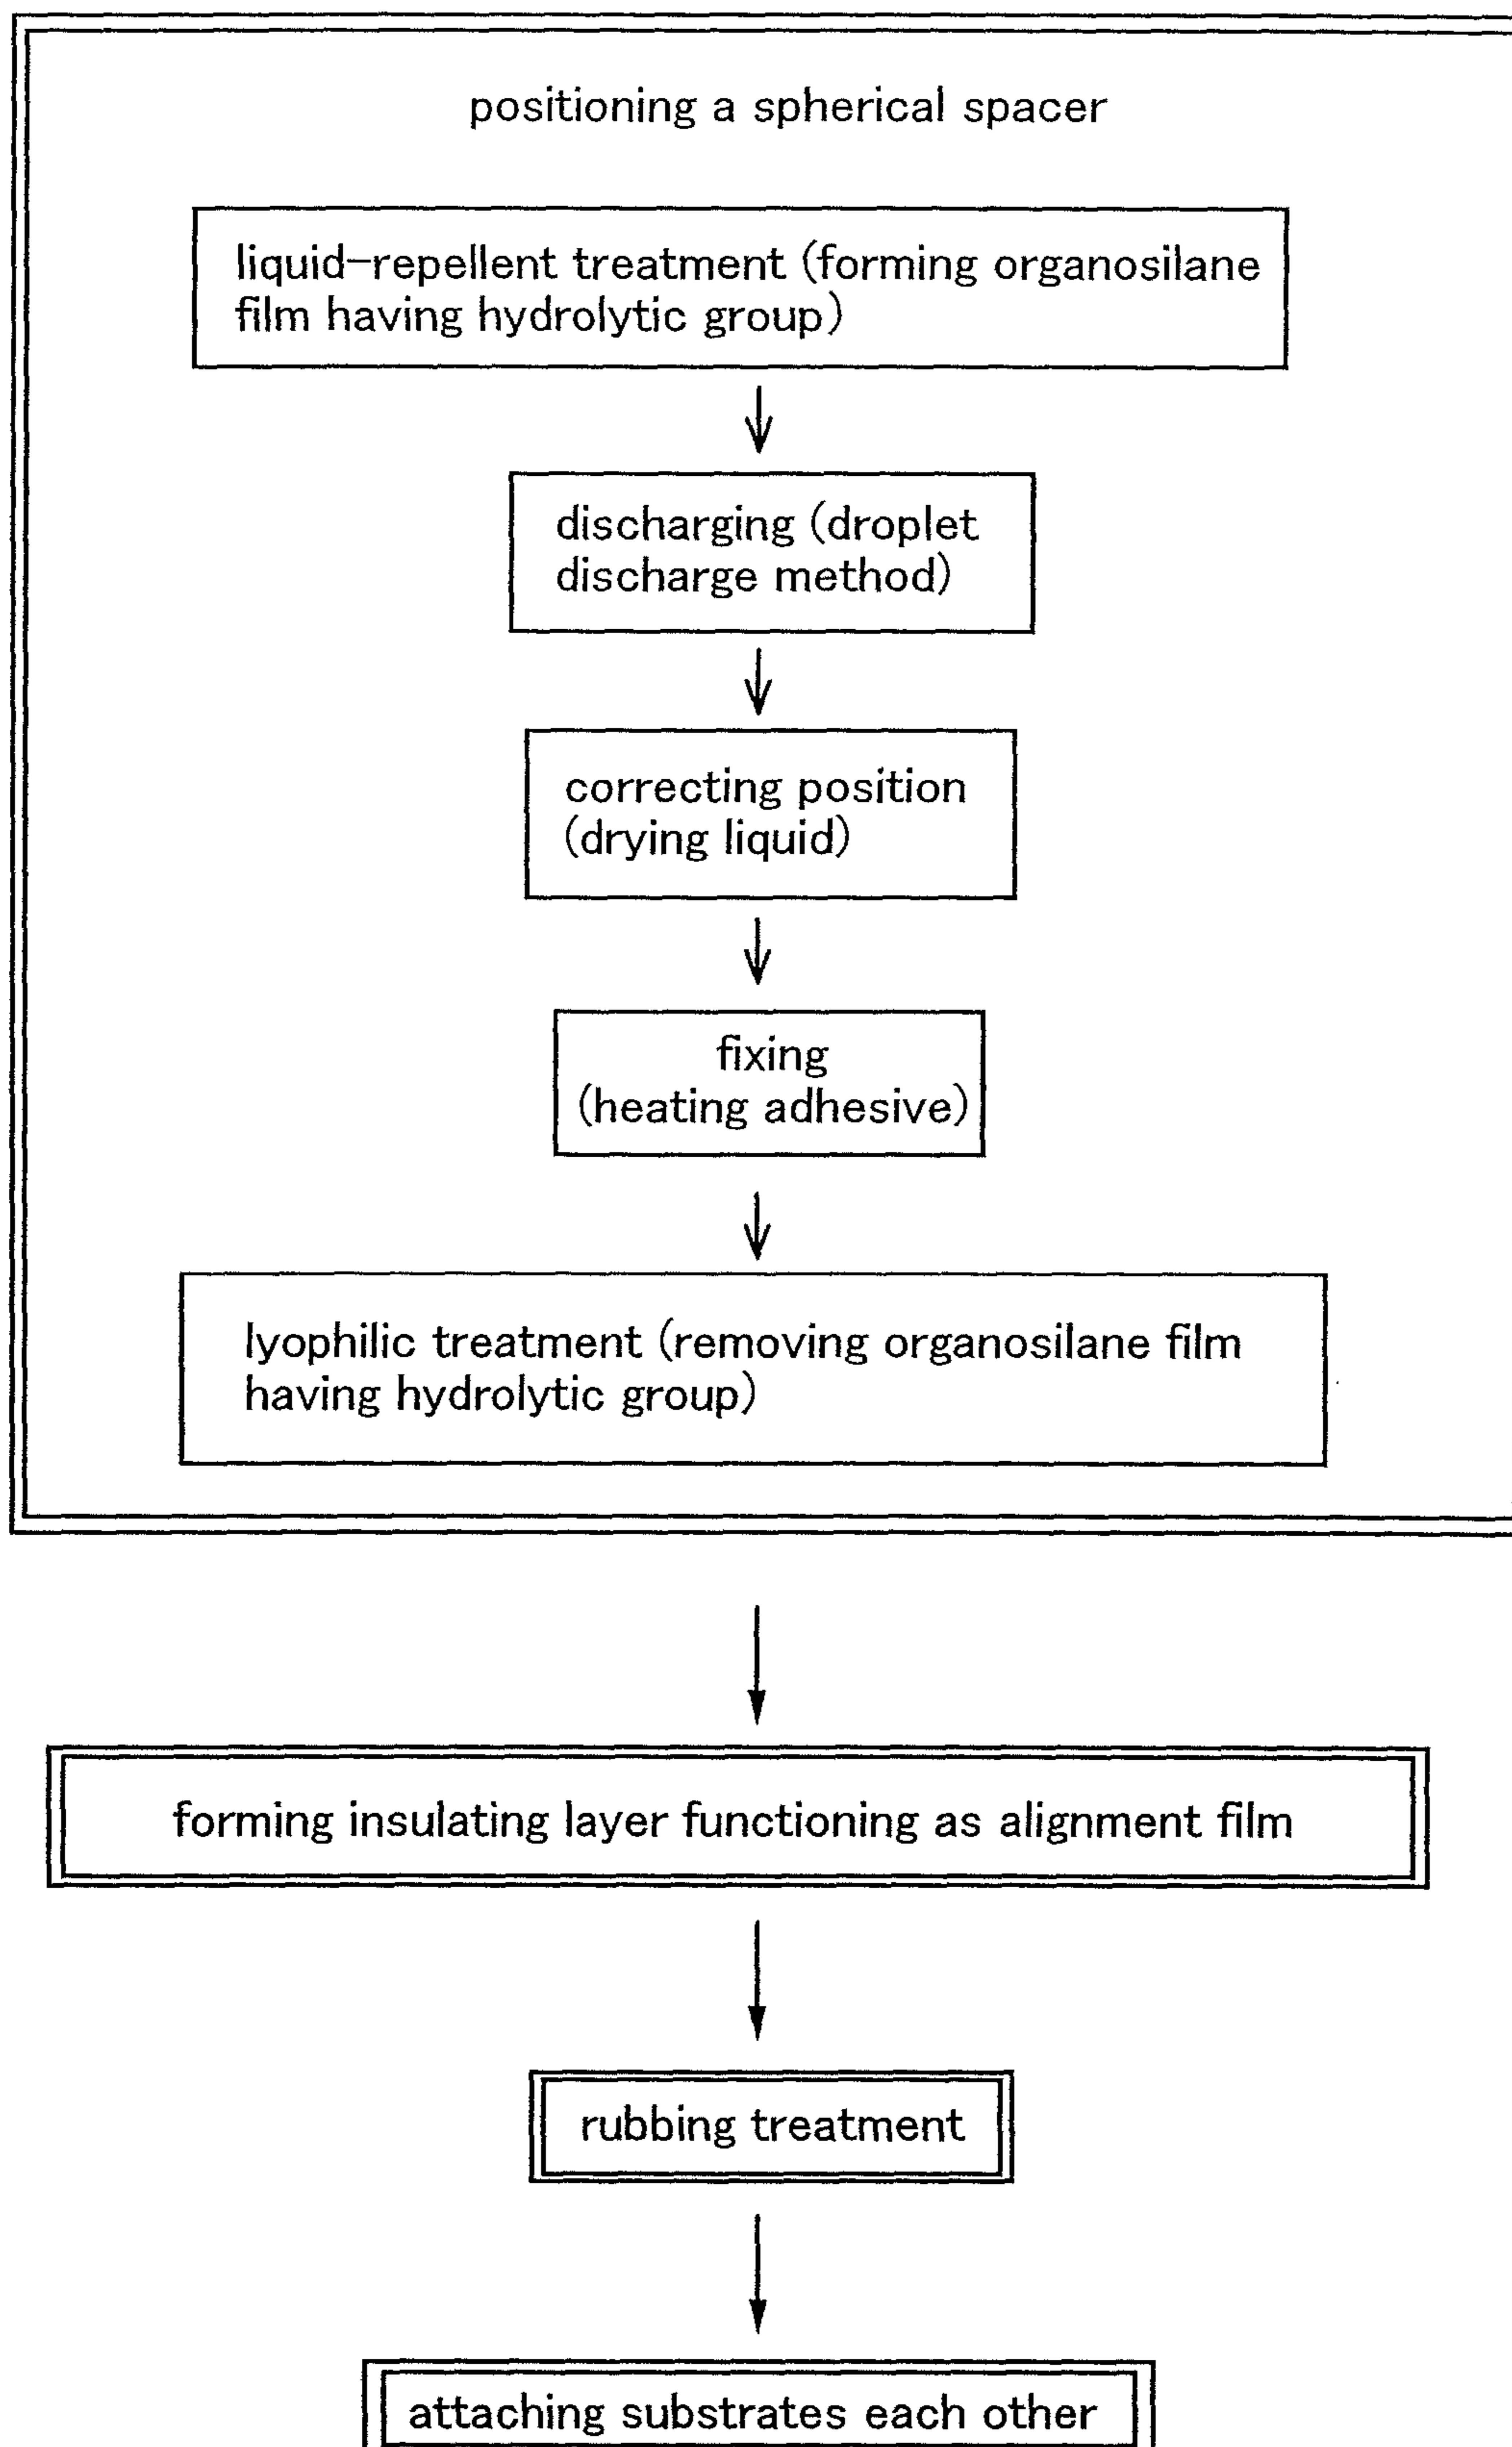 positioning a spherical spacer
liquid-repellent treatment (forming organosilane
film having hydrolytic group)
discharging (droplet
discharge method)
correcting position
(drying liquid)
fixing
(heating adhesive)
lyophilic treatment (removing organosilane film
having hydrolytic group)
forming insulating layer functioning as alignment film
rubbing treatment
attaching substrates each other